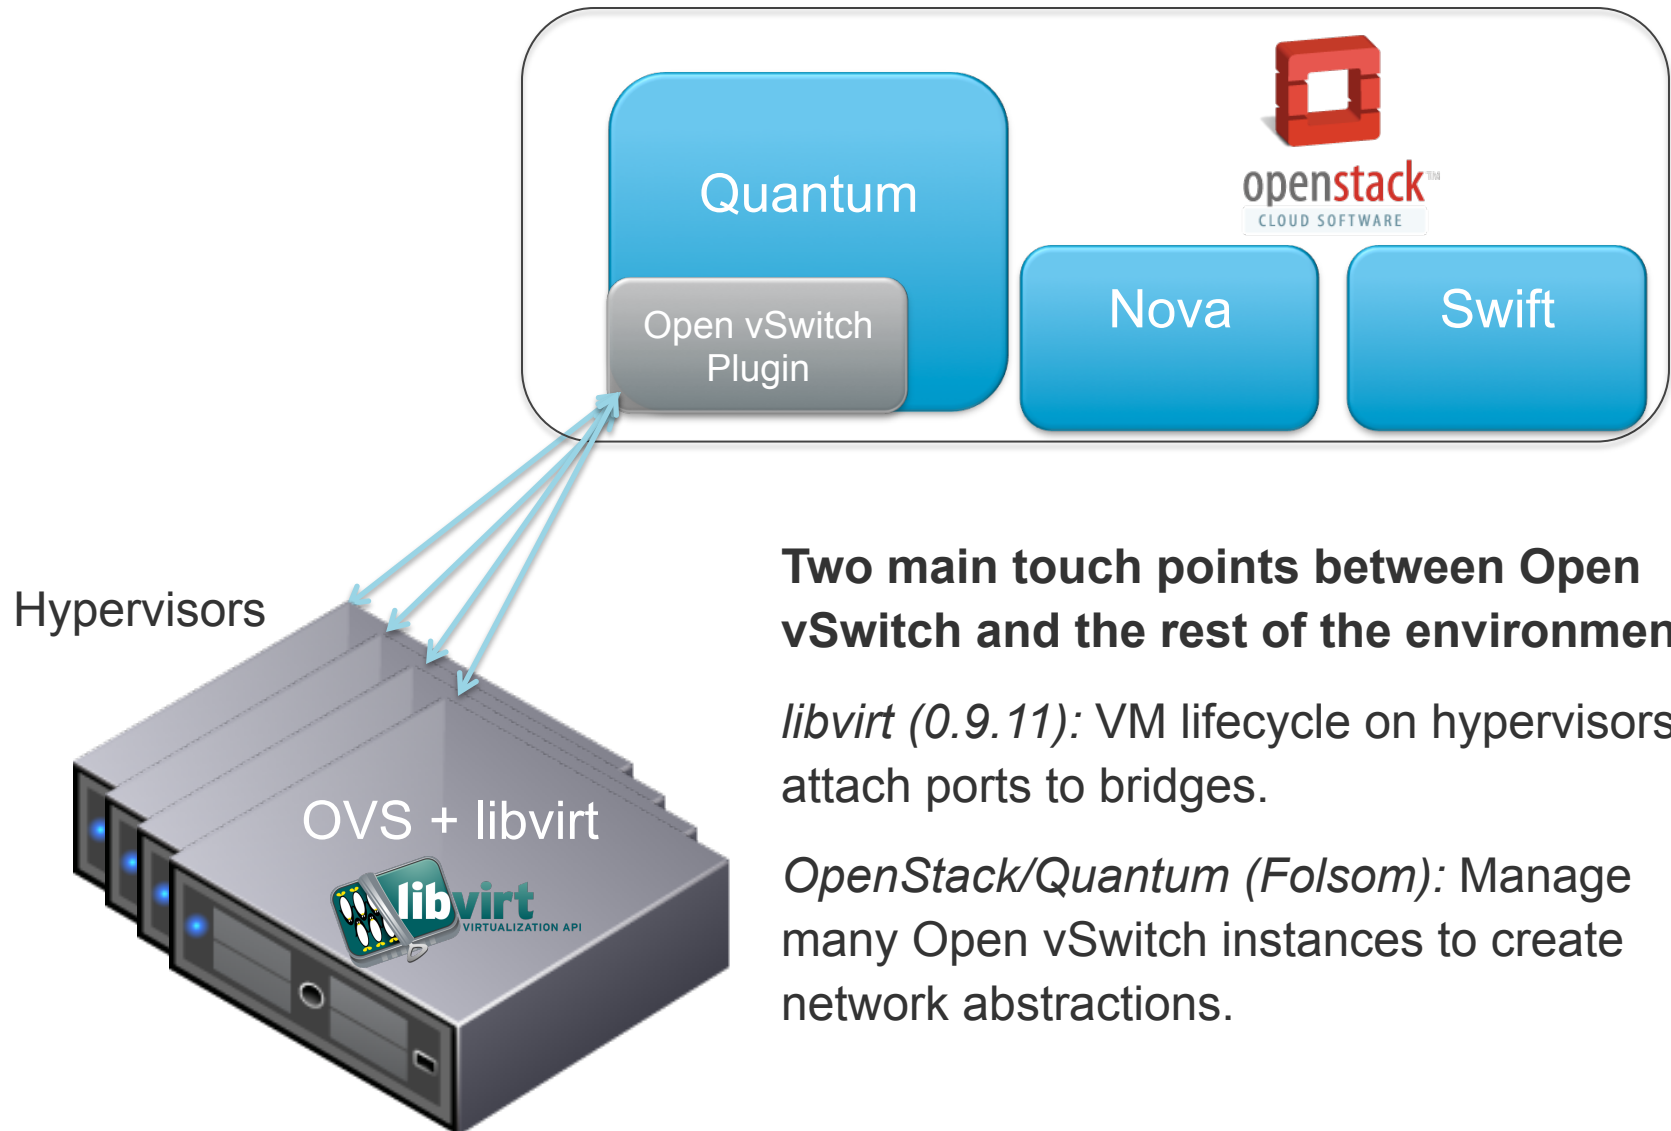 Quantum
Open vSwitch
Plugin
openstack™
CLOUD SOFTWARE
Nova
Swift
Hypervisors
OVS + libvirt
libvirt
VIRTUALIZATION API
Two main touch points between Open
vSwitch and the rest of the environmen
libvirt (0.9.11): VM lifecycle on hypervisors
attach ports to bridges.
OpenStack/Quantum (Folsom): Manage
many Open vSwitch instances to create
network abstractions.